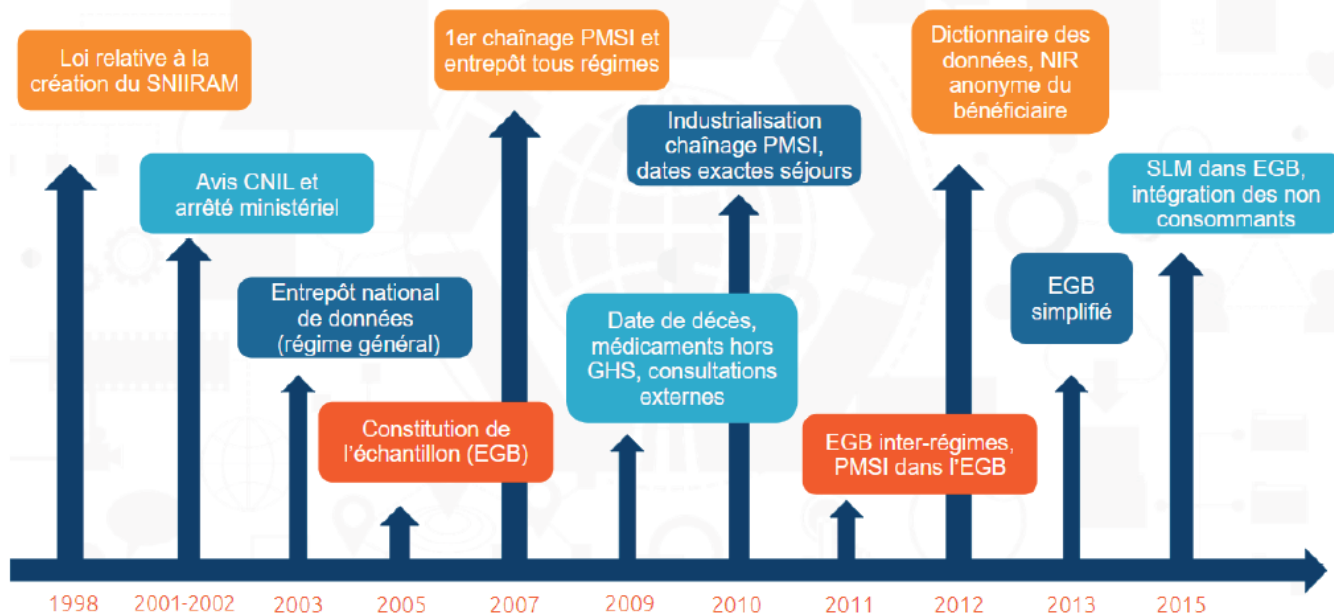 Loi relative à la
création du SNIIRAM
Avis CNIL et
arrêté ministériel
Entrepôt national
de données
(régime général)
Constitution de
l'échantillon (EGB)
1er chaînage PMSI et
entrepôt tous régimes
Date de décès,
médicaments hors
GHS, consultations
externes
Industrialisation
chaînage PMSI,
dates exactes séjours
EGB inter-régimes,
PMSI dans l'EGB
Dictionnaire des
données, NIR
anonyme du
bénéficiaire
EGB
simplifié
SLM dans EGB,
intégration des non
consommants
1998 2001-2002 2003 2005 2007 2009 2010 2011 2012 2013 2015